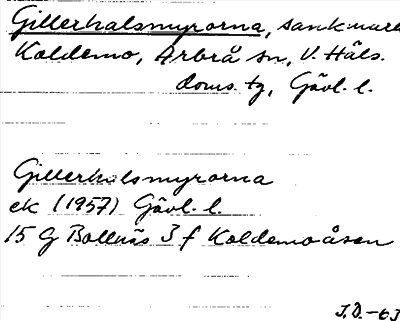 Gillerhalsmyrorna, sankmark
Koldemo, Arbrå sn, V. Häls.
doms. tg, Gävl. l.
Gillerhalsmyrorna
ek (1957) Gävl. l.
15 G Bollnäs 3 f Koldemoåsen
J.D. -63